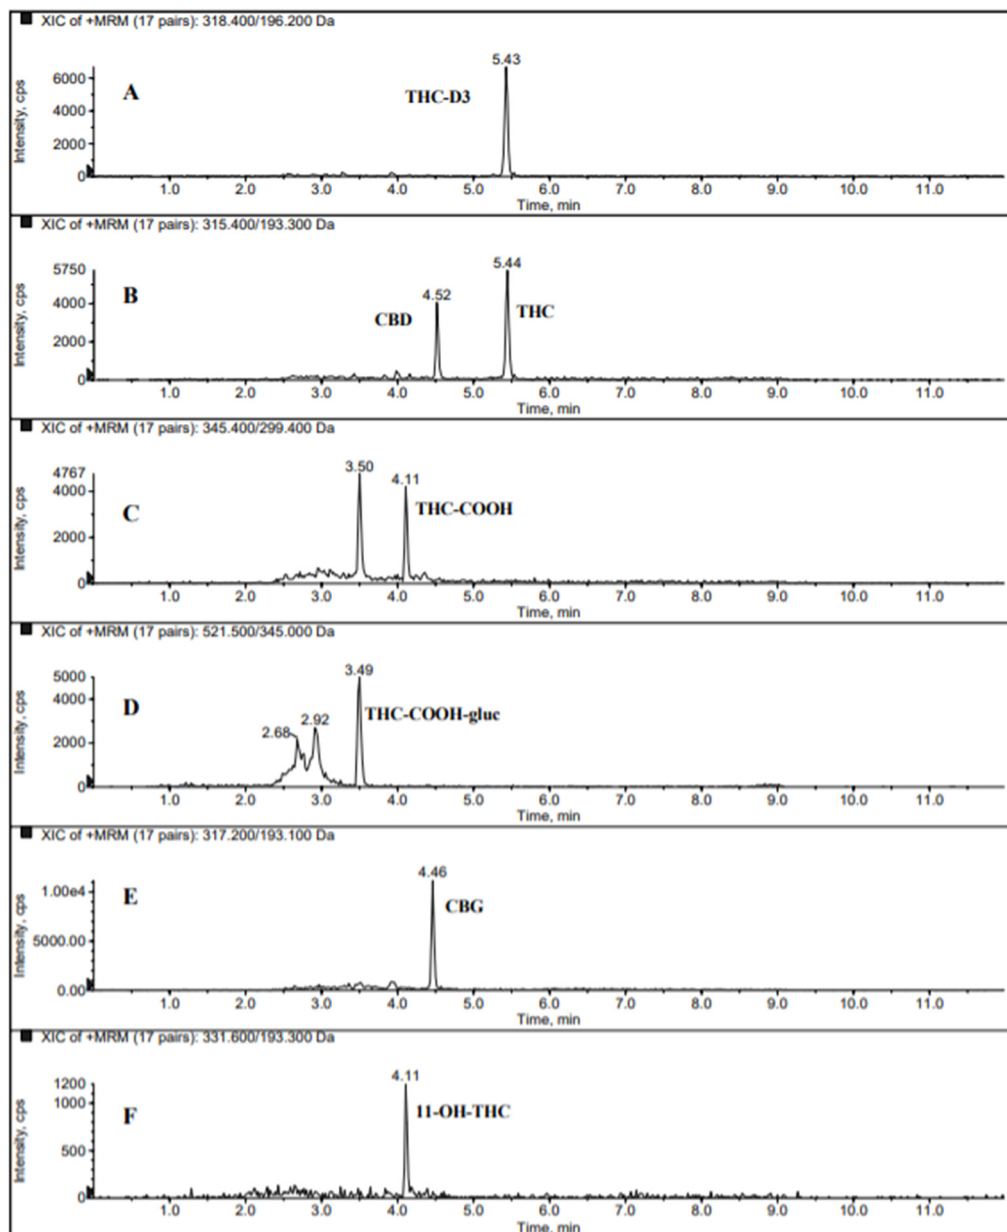 XIC of +MRM (17 pairs): 318.400/196.200 Da
5.43
6000
A
THC-D3
4000
2000
0
Intensity, cps
1.0 2.0 3.0 4.0 5.0 6.0 7.0 8.0 9.0 10.0 11.0
Time, min
XIC of +MRM (17 pairs): 315.400/193.300 Da
5750
5.44
4.52
B
4000
CBD
THC
2000
0
Intensity, cps
1.0 2.0 3.0 4.0 5.0 6.0 7.0 8.0 9.0 10.0 11.0
Time, min
XIC of +MRM (17 pairs): 345.400/299.400 Da
4767
3.50
4.11
4000
C
THC-COOH
2000
0
Intensity, cps
1.0 2.0 3.0 4.0 5.0 6.0 7.0 8.0 9.0 10.0 11.0
Time, min
XIC of +MRM (17 pairs): 521.500/345.000 Da
5000
3.49
4000
D
THC-COOH-gluc
2.68
2.92
2000
0
Intensity, cps
1.0 2.0 3.0 4.0 5.0 6.0 7.0 8.0 9.0 10.0 11.0
Time, min
XIC of +MRM (17 pairs): 317.200/193.100 Da
4.46
1.00e4
E
CBG
5000.00
0.00
Intensity, cps
1.0 2.0 3.0 4.0 5.0 6.0 7.0 8.0 9.0 10.0 11.0
Time, min
XIC of +MRM (17 pairs): 331.600/193.300 Da
4.11
1200
1000
F
11-OH-THC
500
0
Intensity, cps
1.0 2.0 3.0 4.0 5.0 6.0 7.0 8.0 9.0 10.0 11.0
Time, min